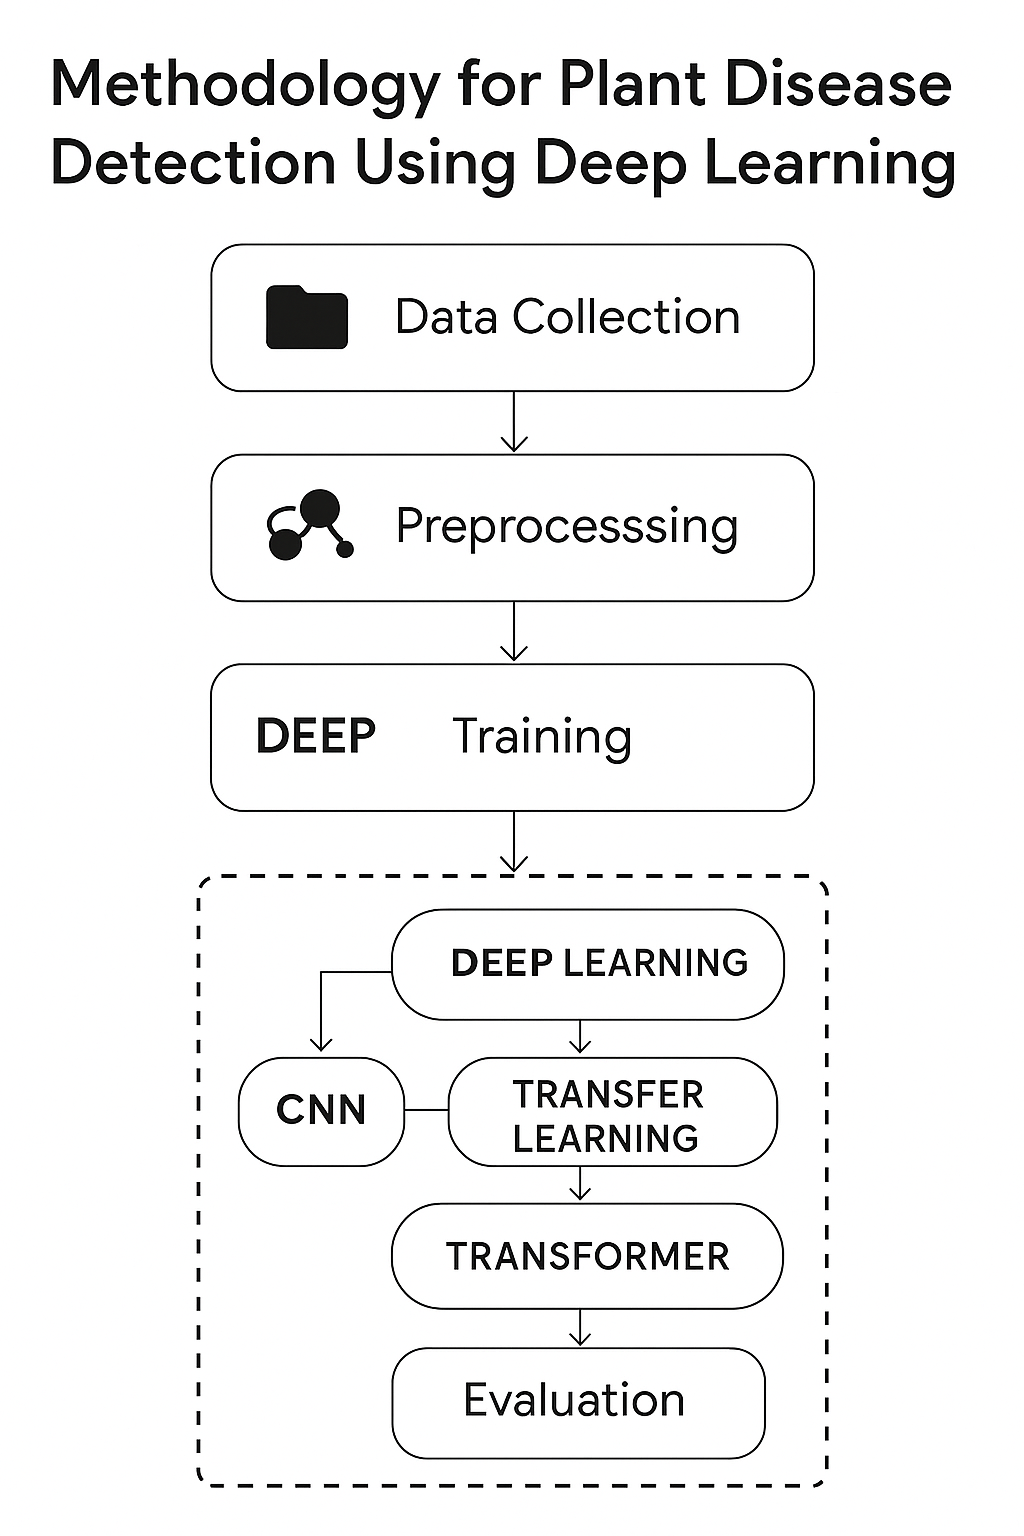 Methodology for Plant Disease
Detection Using Deep Learning
Data Collection
Preprocesssing
DEEP Training
DEEP LEARNING
CNN
TRANSFER
LEARNING
TRANSFORMER
Evaluation